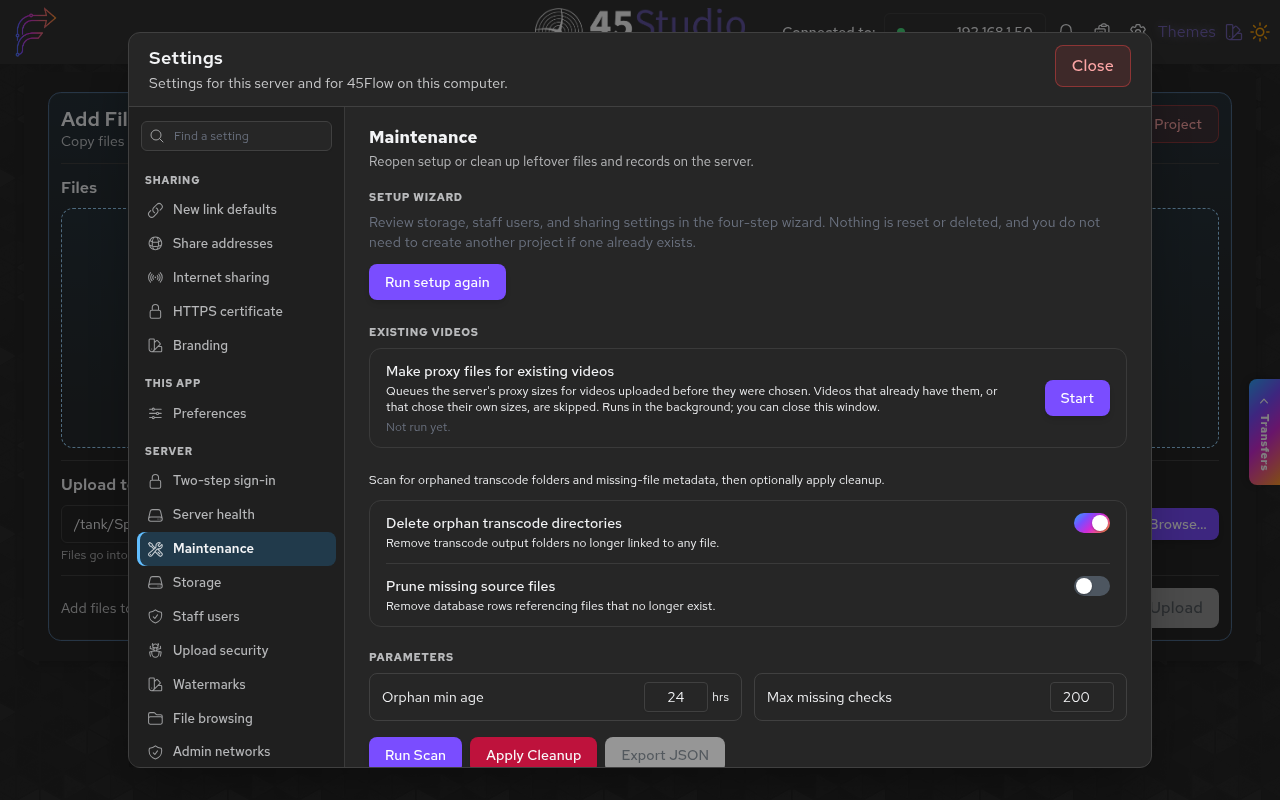 45Studio
Connected to:
192.168.1.50
Themes
Settings
Settings for this server and for 45Flow on this computer.
Close
Add Fil
Copy files
Project
Files
Upload to
/tank/Sp
Browse...
Files go into
Add files to
Upload
Transfers
Find a setting
SHARING
New link defaults
Share addresses
Internet sharing
HTTPS certificate
Branding
THIS APP
Preferences
SERVER
Two-step sign-in
Server health
Maintenance
Storage
Staff users
Upload security
Watermarks
File browsing
Admin networks
Maintenance
Reopen setup or clean up leftover files and records on the server.
SETUP WIZARD
Review storage, staff users, and sharing settings in the four-step wizard. Nothing is reset or deleted, and you do not
need to create another project if one already exists.
Run setup again
EXISTING VIDEOS
Make proxy files for existing videos
Queues the server's proxy sizes for videos uploaded before they were chosen. Videos that already have them, or
that chose their own sizes, are skipped. Runs in the background; you can close this window.
Not run yet.
Start
Scan for orphaned transcode folders and missing-file metadata, then optionally apply cleanup.
Delete orphan transcode directories
Remove transcode output folders no longer linked to any file.
Prune missing source files
Remove database rows referencing files that no longer exist.
PARAMETERS
Orphan min age
24
hrs
Max missing checks
200
Run Scan
Apply Cleanup
Export JSON